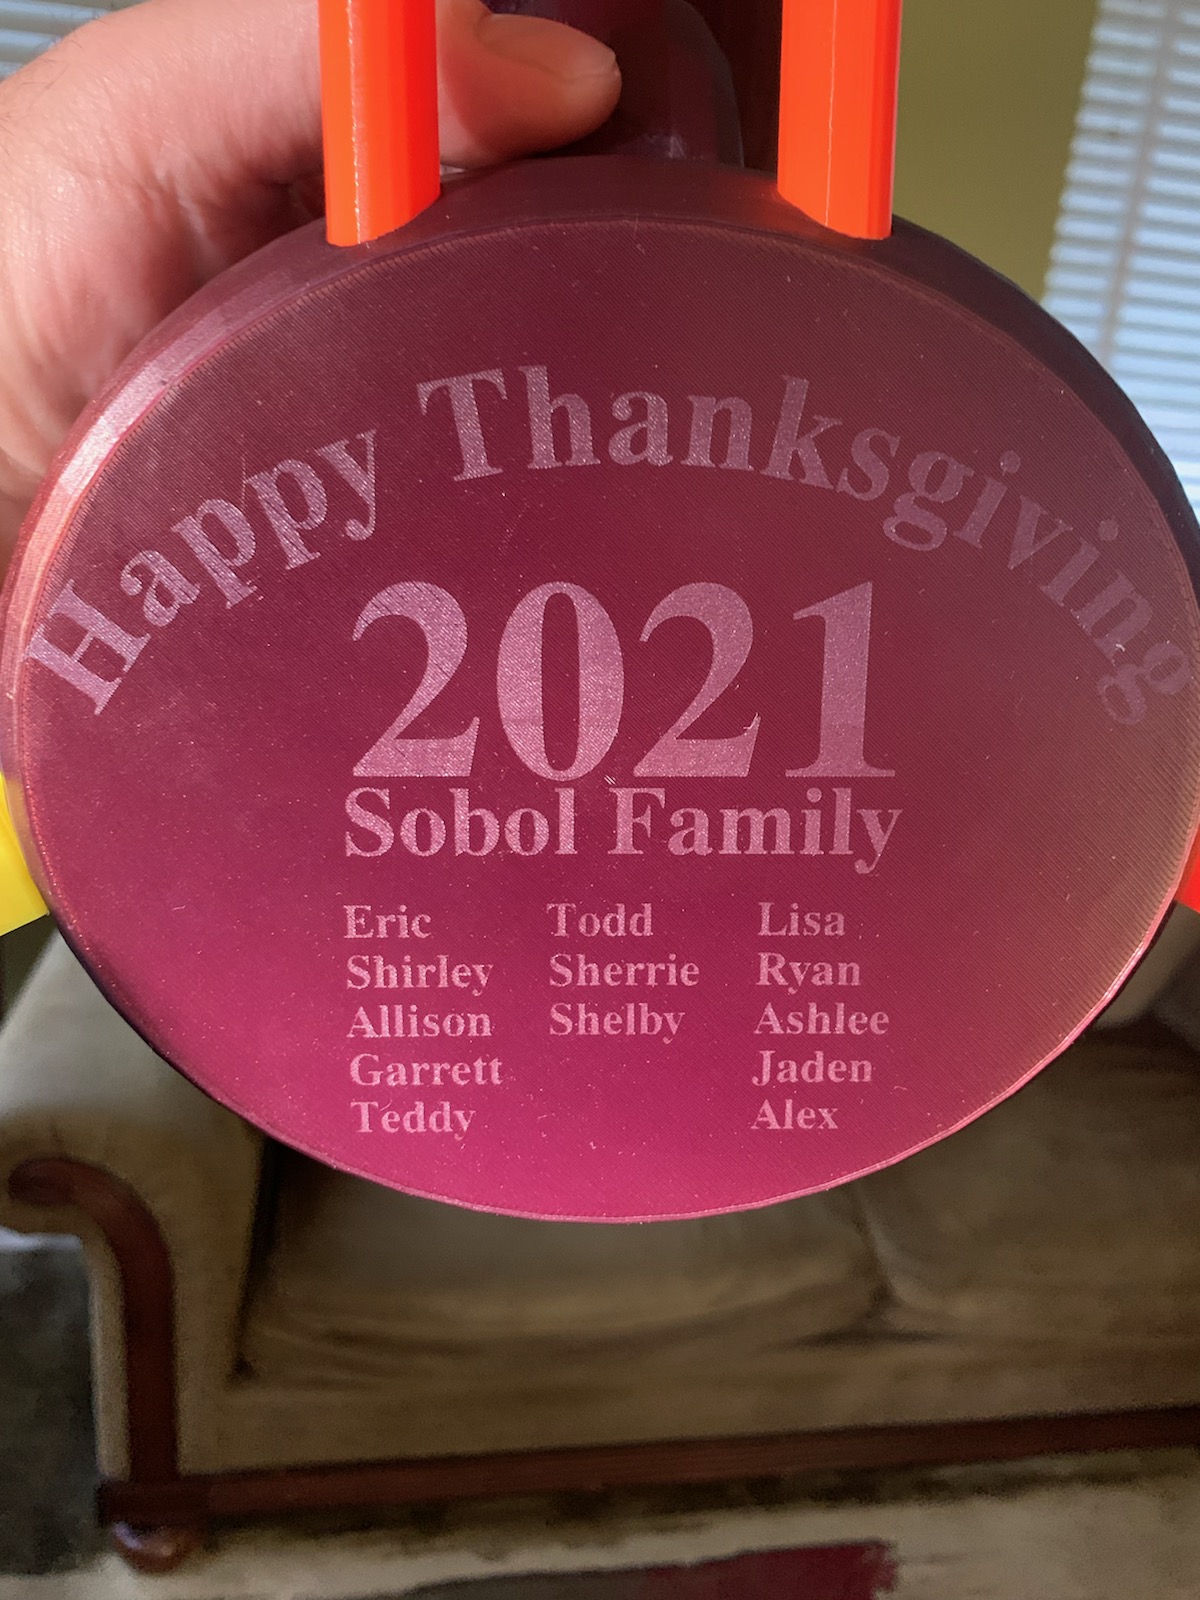 Happy Thanksgiving
2021
Sobol Family
Eric Todd Lisa
Shirley Sherrie Ryan
Allison Shelby Ashlee
Garrett Jaden
Teddy Alex